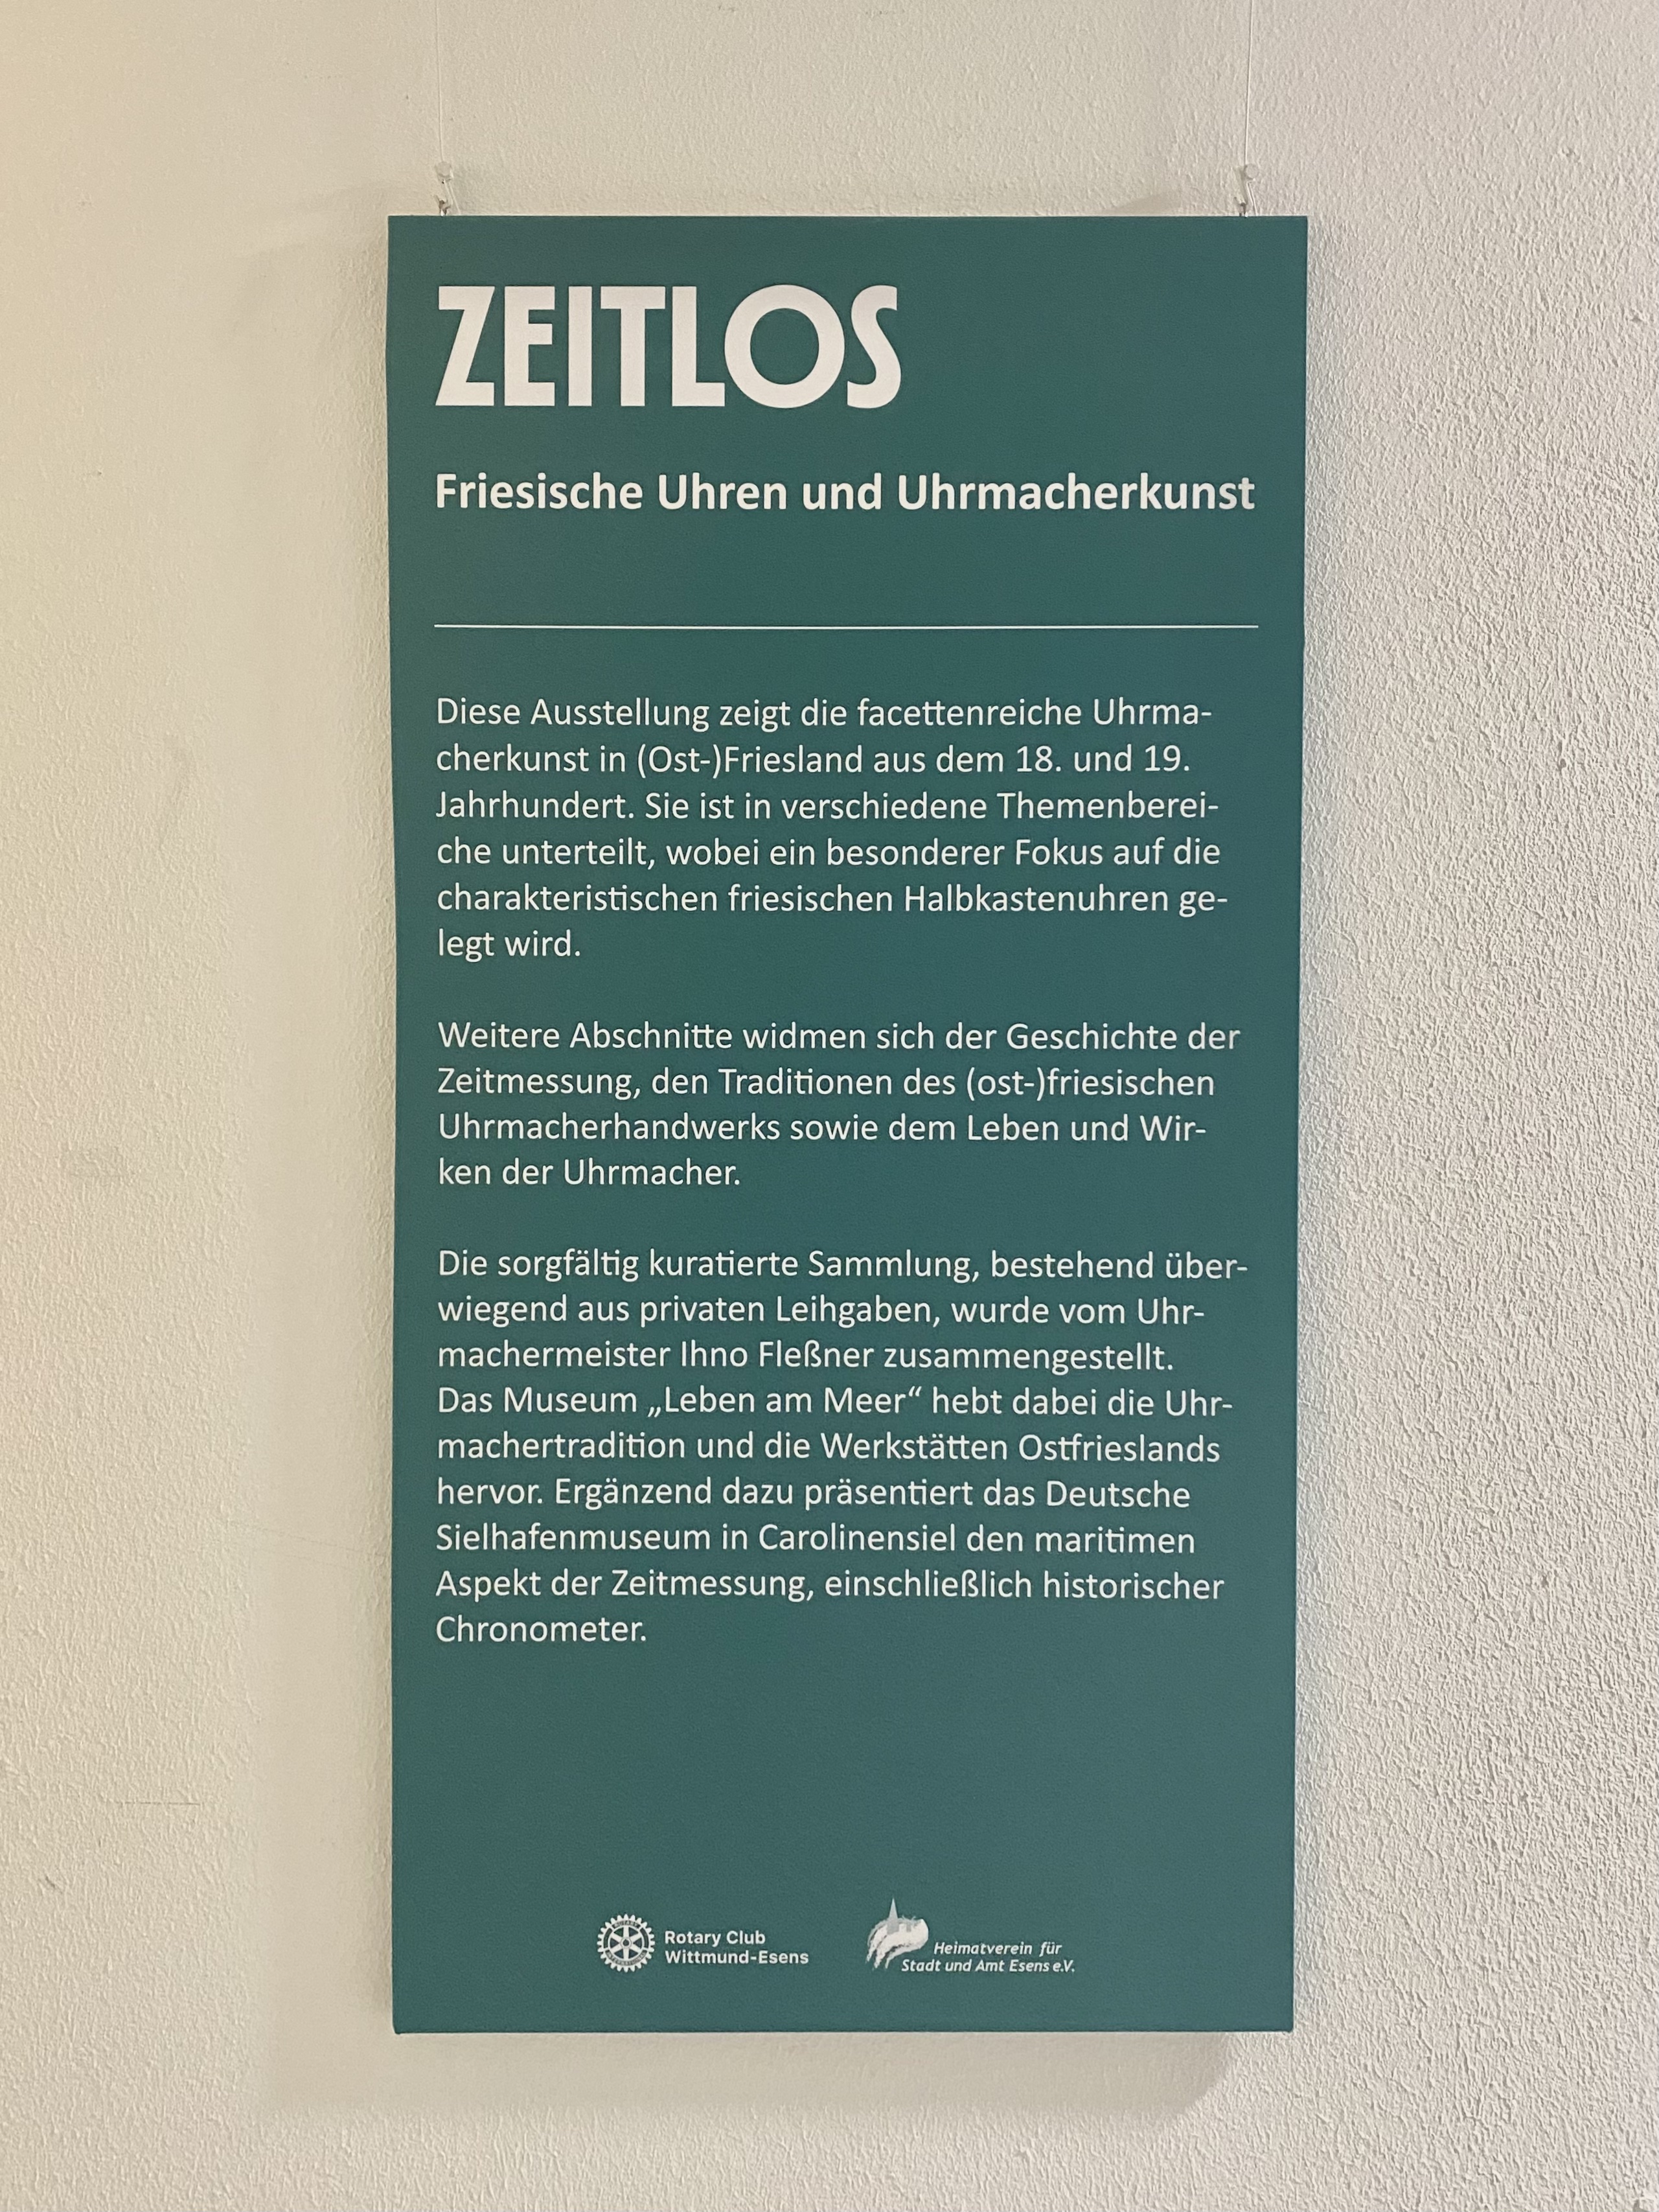 ZEITLOS
Friesische Uhren und Uhrmacherkunst
Diese Ausstellung zeigt die facettenreiche Uhrma-
cherkunst in (Ost-)Friesland aus dem 18. und 19.
Jahrhundert. Sie ist in verschiedene Themenberei-
che unterteilt, wobei ein besonderer Fokus auf die
charakteristischen friesischen Halbkastenuhren ge-
legt wird.
Weitere Abschnitte widmen sich der Geschichte der
Zeitmessung, den Traditionen des (ost-)friesischen
Uhrmacherhandwerks sowie dem Leben und Wir-
ken der Uhrmacher.
Die sorgfältig kuratierte Sammlung, bestehend über-
wiegend aus privaten Leihgaben, wurde vom Uhr-
machermeister Ihno Fleßner zusammengestellt.
Das Museum „Leben am Meer“ hebt dabei die Uhr-
machertradition und die Werkstätten Ostfrieslands
hervor. Ergänzend dazu präsentiert das Deutsche
Sielhafenmuseum in Carolinensiel den maritimen
Aspekt der Zeitmessung, einschließlich historischer
Chronometer.
Rotary Club
Wittmund-Esens
Heimatverein für
Stadt und Amt Esens e.V.